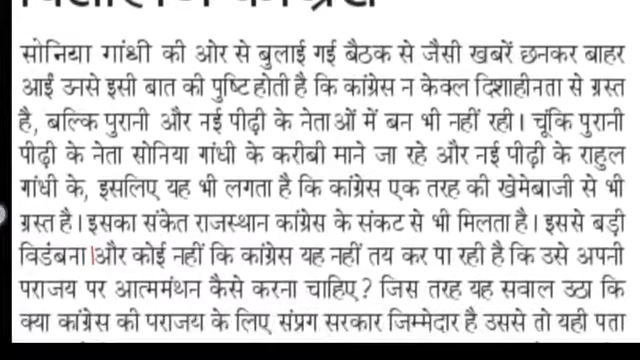 सोनिया गांधी की ओर से बुलाई गई बैठक से जैसी खबरें छनकर बाहर
आईं उनसे इसी बात की पुष्टि होती है कि कांग्रेस न केवल दिशाहीनता से ग्रस्त
है, बल्कि पुरानी और नई पीढ़ी के नेताओं में बन भी नहीं रही। चूंकि पुरानी
पीढ़ी के नेता सोनिया गांधी के करीबी माने जा रहे और नई पीढ़ी के राहुल
गांधी के, इसलिए यह भी लगता है कि कांग्रेस एक तरह की खेमेबाजी से भी
ग्रस्त है। इसका संकेत राजस्थान कांग्रेस के संकट से भी मिलता है। इससे बड़ी
विडंबना और कोई नहीं कि कांग्रेस यह नहीं तय कर पा रही है कि उसे अपनी
पराजय पर आत्ममंथन कैसे करना चाहिए? जिस तरह यह सवाल उठा कि
क्या कांग्रेस की पराजय के लिए संप्रग सरकार जिम्मेदार है उससे तो यही पता